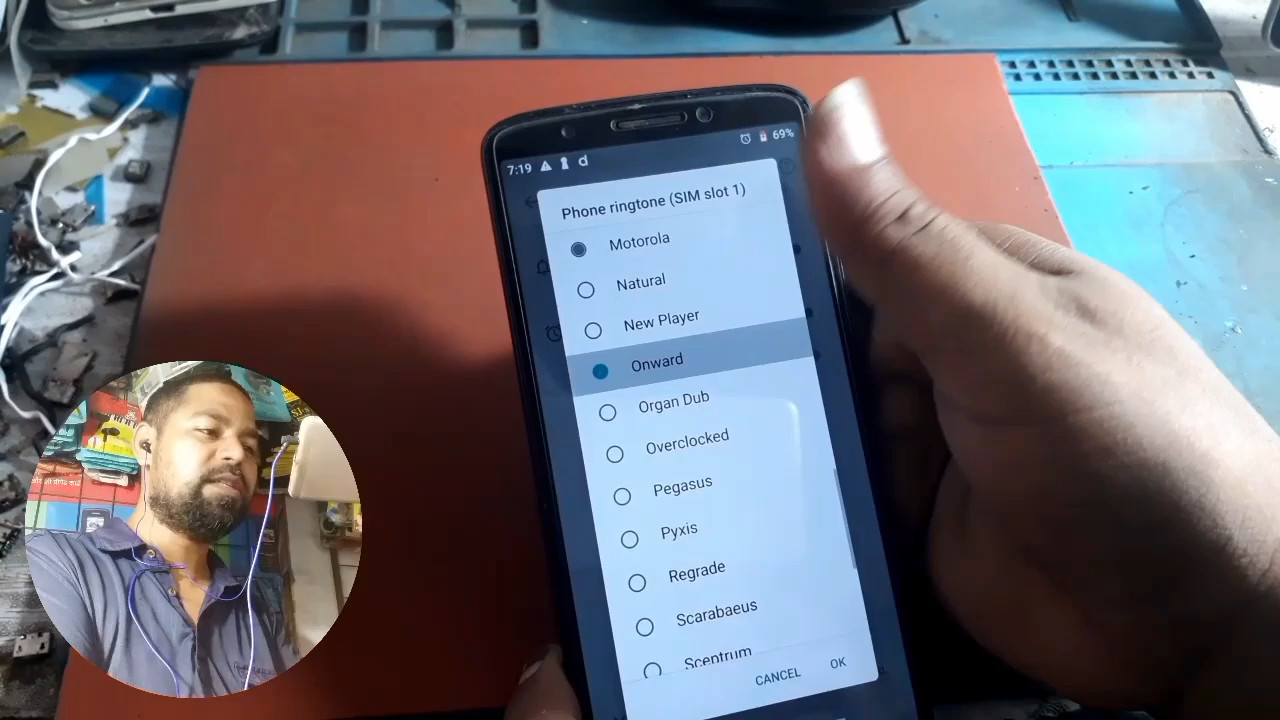 7:19
69%
Phone ringtone (SIM slot 1)
Motorola
Natural
New Player
Onward
Organ Dub
Overclocked
Pegasus
Pyxis
Regrade
Scarabaeus
Scentrum
CANCEL
OK